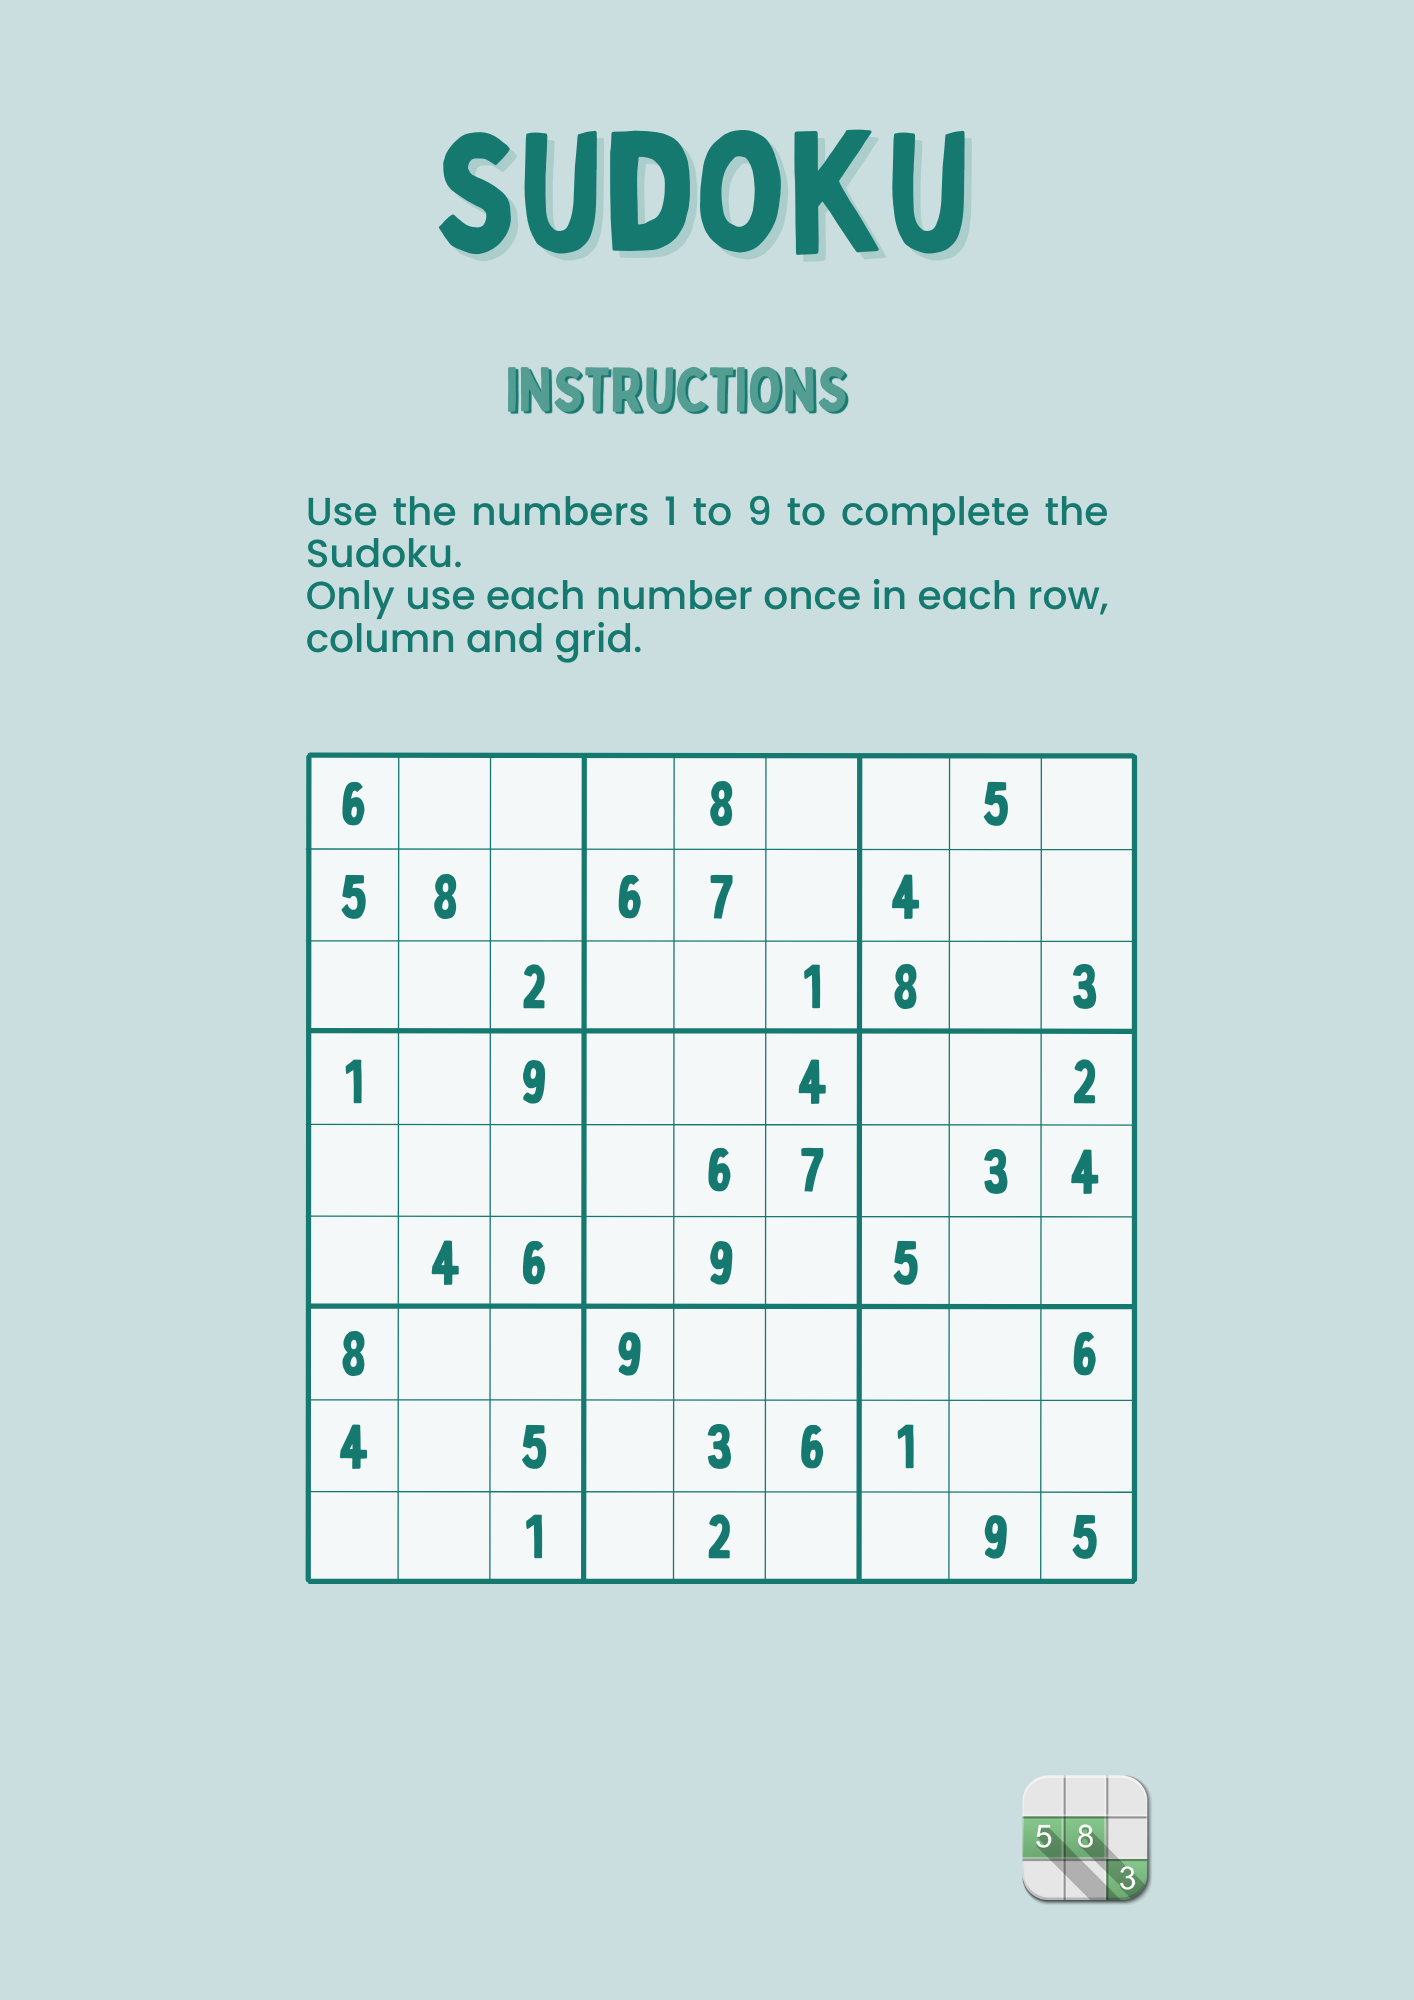 SUDOKU
INSTRUCTIONS
Use the numbers 1 to 9 to complete the
Sudoku.
Only use each number once in each row,
column and grid.
6 8 5
5 8 6 7 4
2 1 8 3
1 9 4 2
6 7 3 4
4 6 9 5
8 9 6
4 5 3 6 1
1 2 9 5
5 8
3